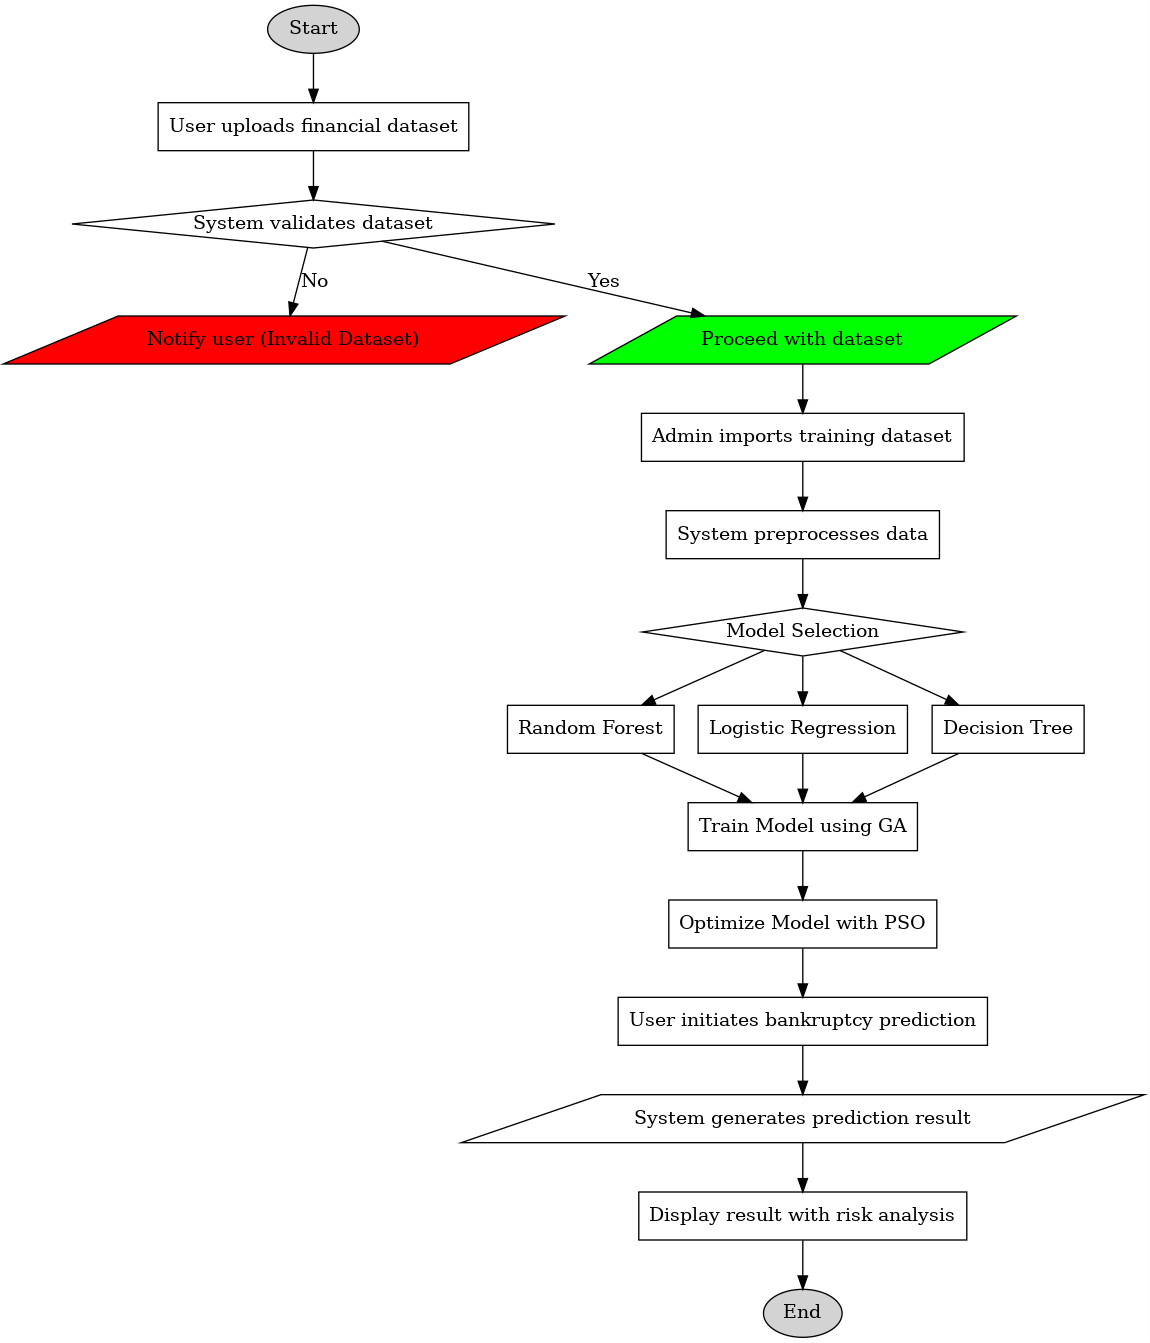 Start
User uploads financial dataset
System validates dataset
No
Yes
Notify user (Invalid Dataset)
Proceed with dataset
Admin imports training dataset
System preprocesses data
Model Selection
Random Forest
Logistic Regression
Decision Tree
Train Model using GA
Optimize Model with PSO
User initiates bankruptcy prediction
System generates prediction result
Display result with risk analysis
End